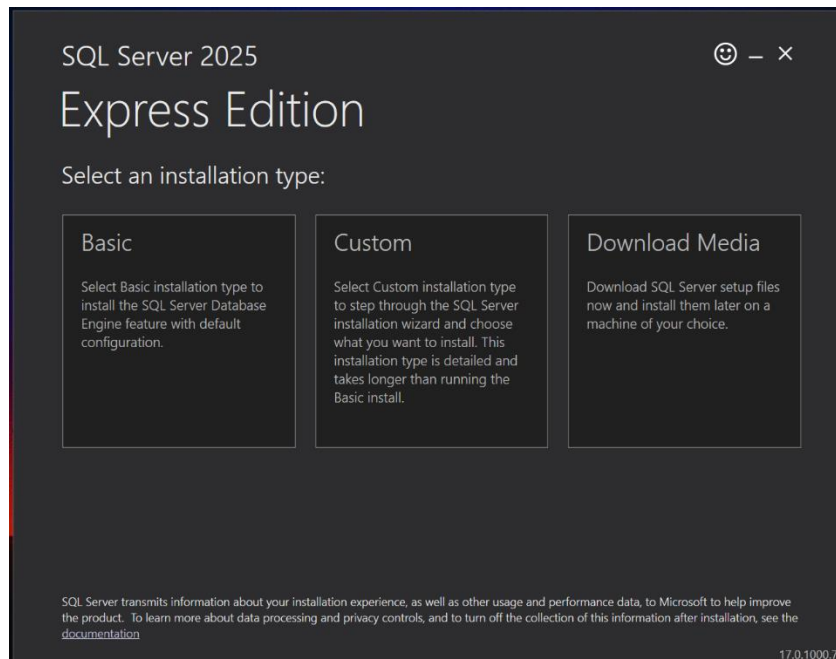 SQL Server 2025
Express Edition
Select an installation type:
Basic
Select Basic installation type to
install the SQL Server Database
Engine feature with default
configuration.
Custom
Select Custom installation type
to step through the SQL Server
installation wizard and choose
what you want to install. This
installation type is detailed and
takes longer than running the
Basic install.
Download Media
Download SQL Server setup files
now and install them later on a
machine of your choice.
SQL Server transmits information about your installation experience, as well as other usage and performance data, to Microsoft to help improve
the product. To learn more about data processing and privacy controls, and to turn off the collection of this information after installation, see the
documentation
17.0.1000.7